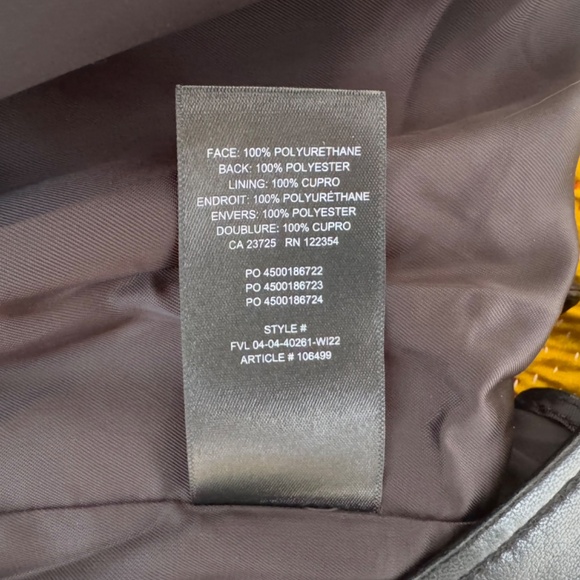 FACE: 100% POLYURETHANE
BACK: 100% POLYESTER
LINING: 100% CUPRO
ENDROIT: 100% POLYURÉTHANE
ENVERS: 100% POLYESTER
DOUBLURE: 100% CUPRO
CA 23725 RN 122354
PO 4500186722
PO 4500186723
PO 4500186724
STYLE #
FVL 04-04-40261-WI22
ARTICLE # 106499